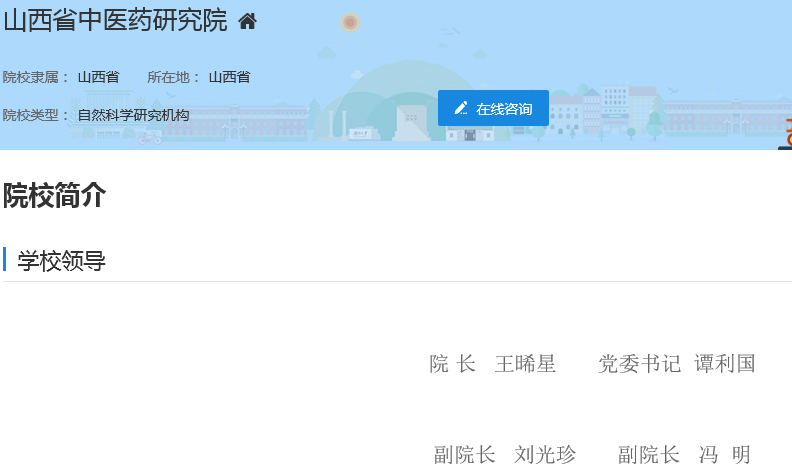 山西省中医药研究院
院校隶属： 山西省 所在地： 山西省
院校类型： 自然科学研究机构
在线咨询
院校简介
学校领导
院 长 王晞星 党委书记 谭利国
副院长 刘光珍 副院长 冯 明